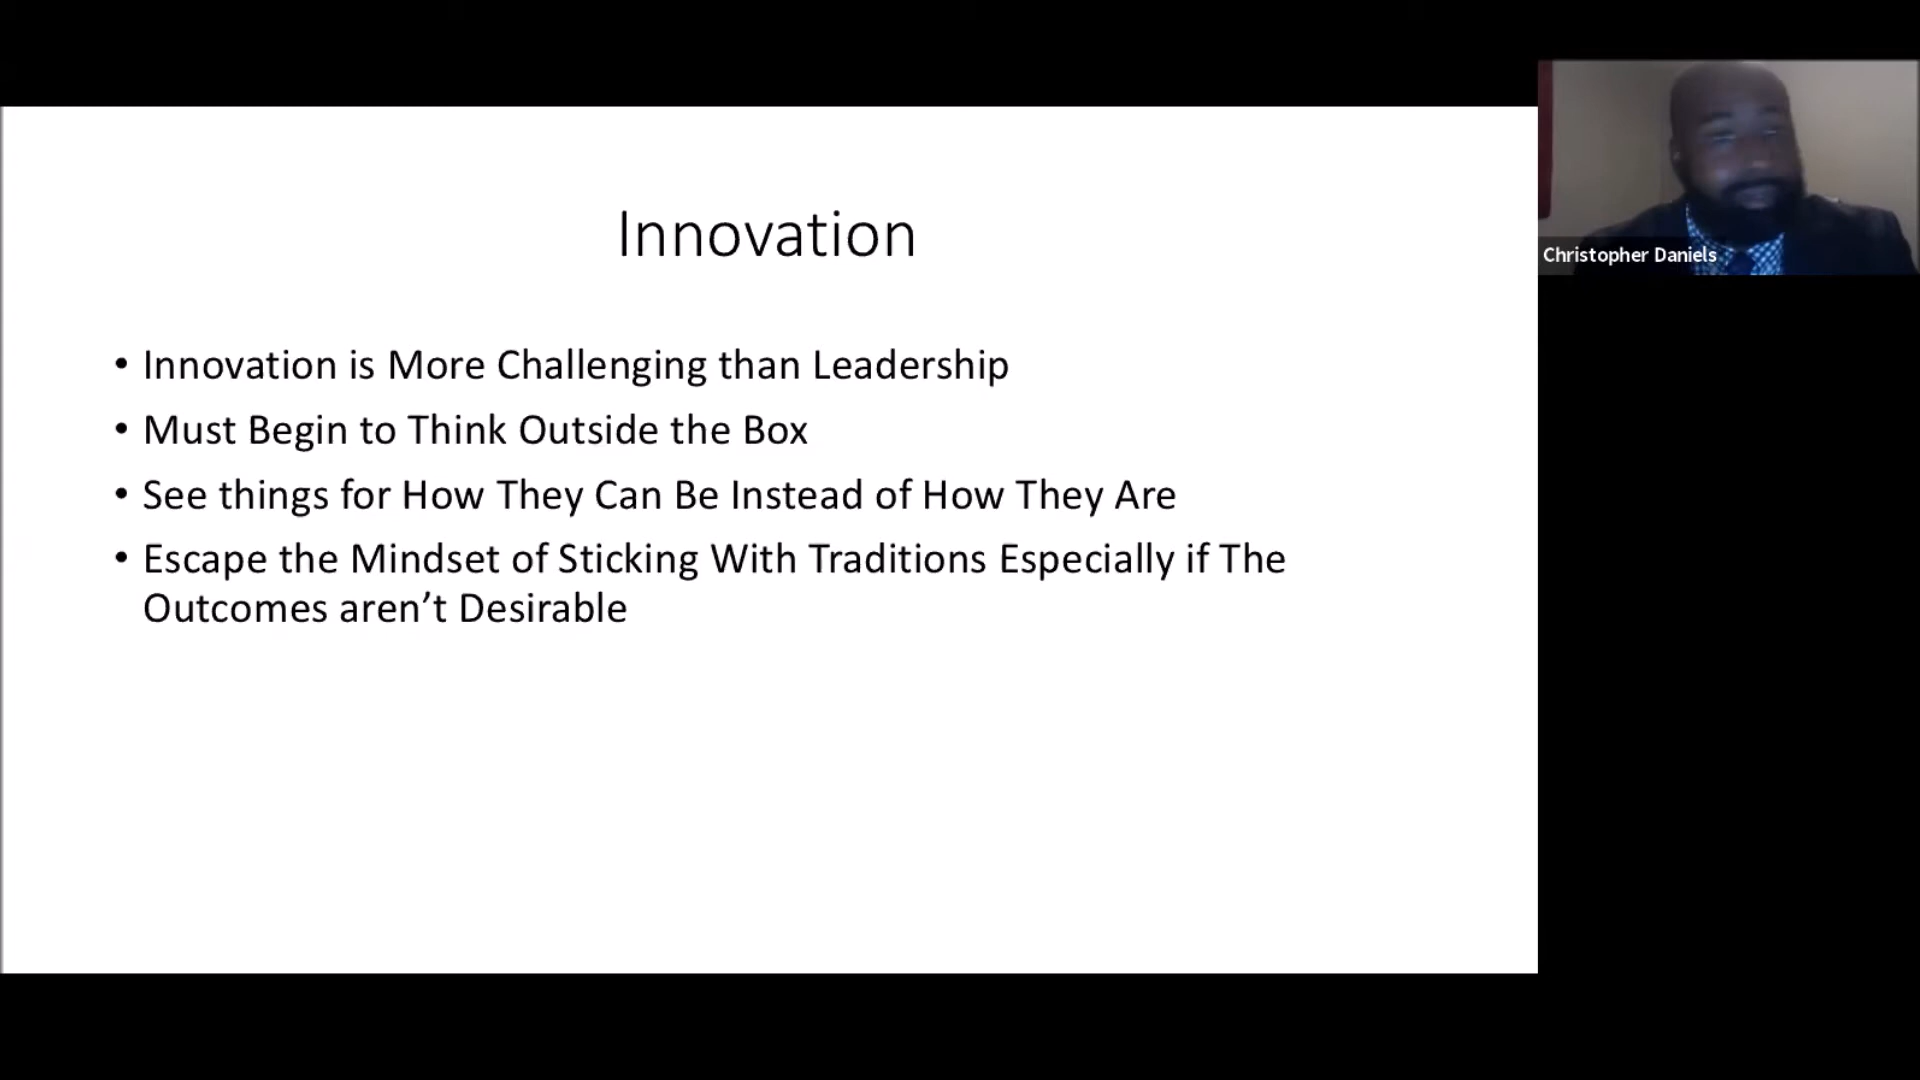 Innovation
• Innovation is More Challenging than Leadership
• Must Begin to Think Outside the Box
• See things for How They Can Be Instead of How They Are
• Escape the Mindset of Sticking With Traditions Especially if The
Outcomes aren’t Desirable
Christopher Daniels